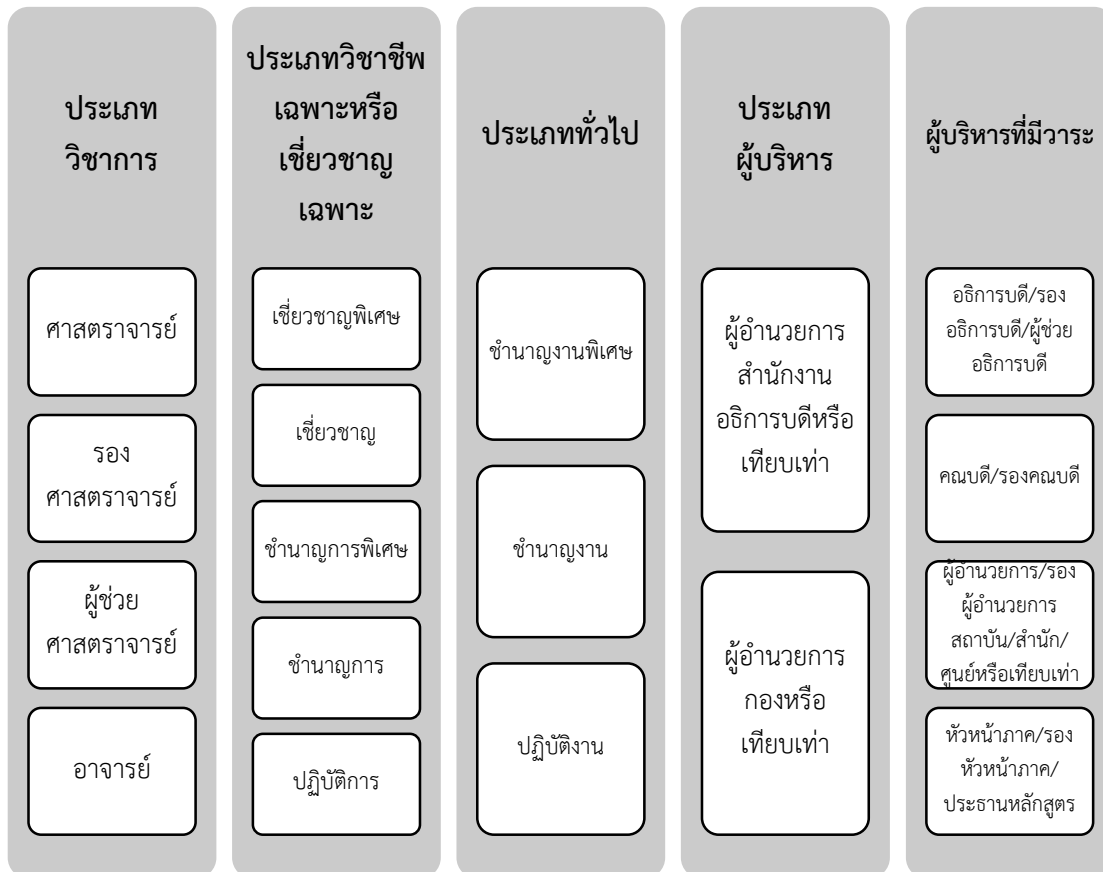 ประเภท
วิชาการ
ศาสตราจารย์
รอง
ศาสตราจารย์
ผู้ช่วย
ศาสตราจารย์
อาจารย์
ประเภทวิชาชีพ
เฉพาะหรือ
เชี่ยวชาญ
เฉพาะ
เชี่ยวชาญพิเศษ
เชี่ยวชาญ
ชำนาญการพิเศษ
ชำนาญการ
ปฏิบัติการ
ประเภททั่วไป
ชำนาญงานพิเศษ
ชำนาญงาน
ปฏิบัติงาน
ประเภท
ผู้บริหาร
ผู้อำนวยการ
สำนักงาน
อธิการบดีหรือ
เทียบเท่า
ผู้อำนวยการ
กองหรือ
เทียบเท่า
ผู้บริหารที่มีวาระ
อธิการบดี/รอง
อธิการบดี/ผู้ช่วย
อธิการบดี
คณบดี/รองคณบดี
ผู้อำนวยการ/รอง
ผู้อำนวยการ
สถาบัน/สำนัก/
ศูนย์หรือเทียบเท่า
หัวหน้าภาค/รอง
หัวหน้าภาค/
ประธานหลักสูตร